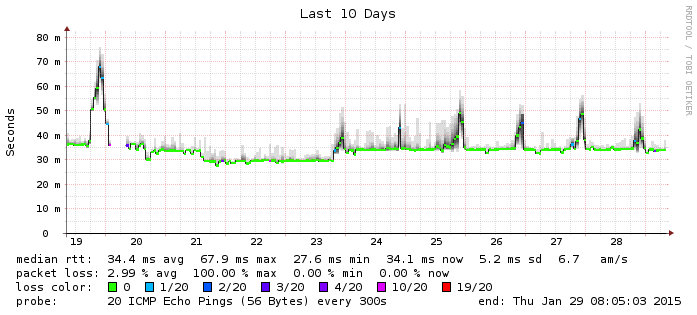 Last 10 Days
RRDTOOL / TOBI OETIKER
Seconds
80 m
70 m
60 m
50 m
40 m
30 m
20 m
10 m
0
19 20 21 22 23 24 25 26 27 28
median rtt: 34.4 ms avg 67.9 ms max 27.6 ms min 34.1 ms now 5.2 ms sd 6.7 am/s
packet loss: 2.99 % avg 100.00 % max 0.00 % min 0.00 % now
loss color: 0 1/20 2/20 3/20 4/20 10/20 19/20
probe: 20 ICMP Echo Pings (56 Bytes) every 300s end: Thu Jan 29 08:05:03 2015